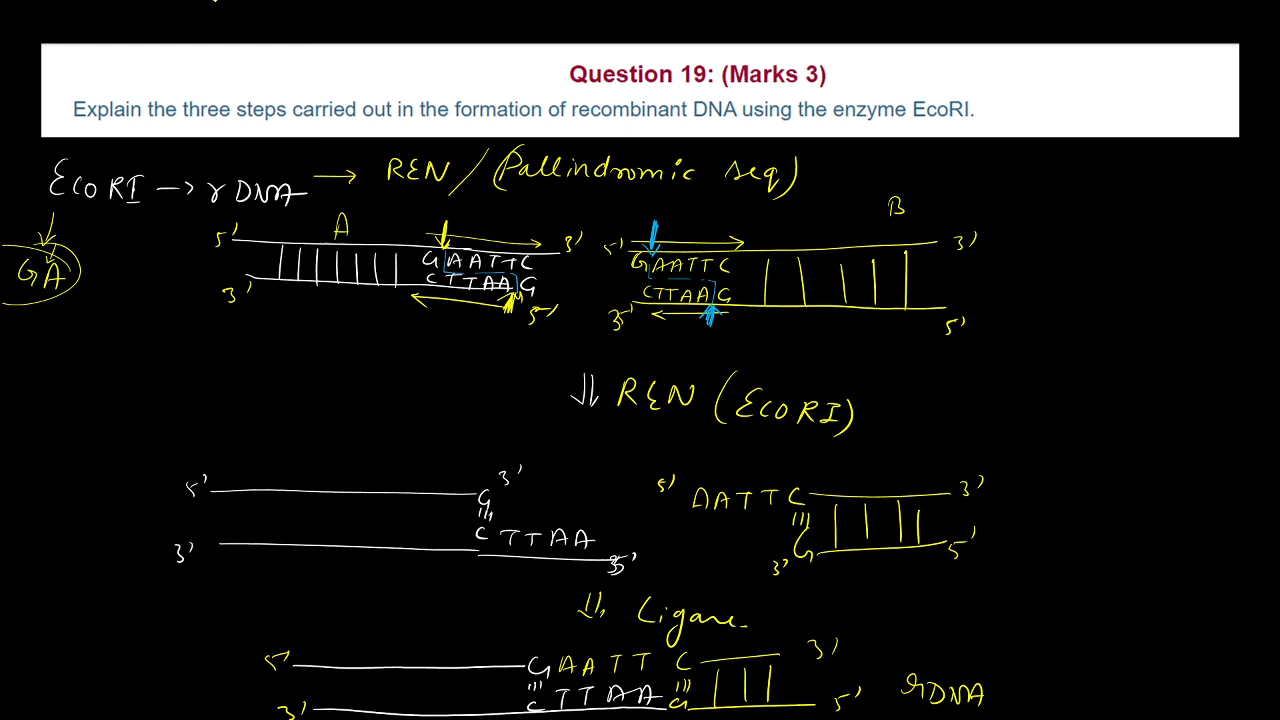 Question 19: (Marks 3)
Explain the three steps carried out in the formation of recombinant DNA using the enzyme EcoRI.
ECORI → rDNA → REN / (Pallindromic seq)
GA
A
B
5' 3' 5' 3'
GAATTC GAATTC
CTTAAG CTTAAG
3' 5' 3' 5'
⇓ REN (ECORI)
5' G 3' 5' AATTC 3'
3' CTTAA 5' 3' G 5'
⇓ Ligase
5' GAATTC 3'
3' CTTAAG 5' rDNA